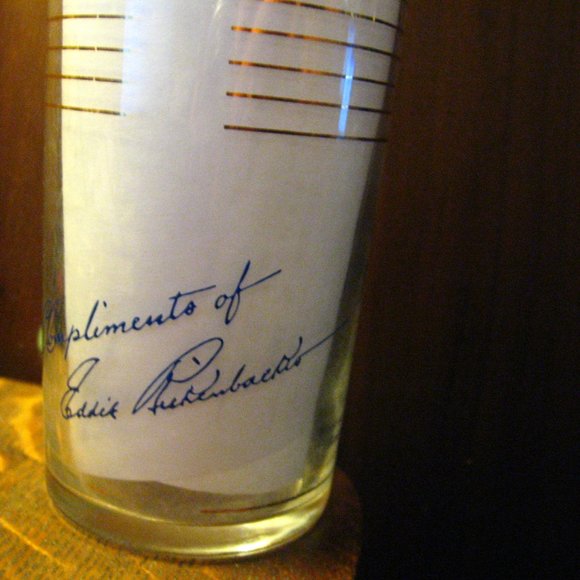 Compliments of
Eddie Rickenbacker